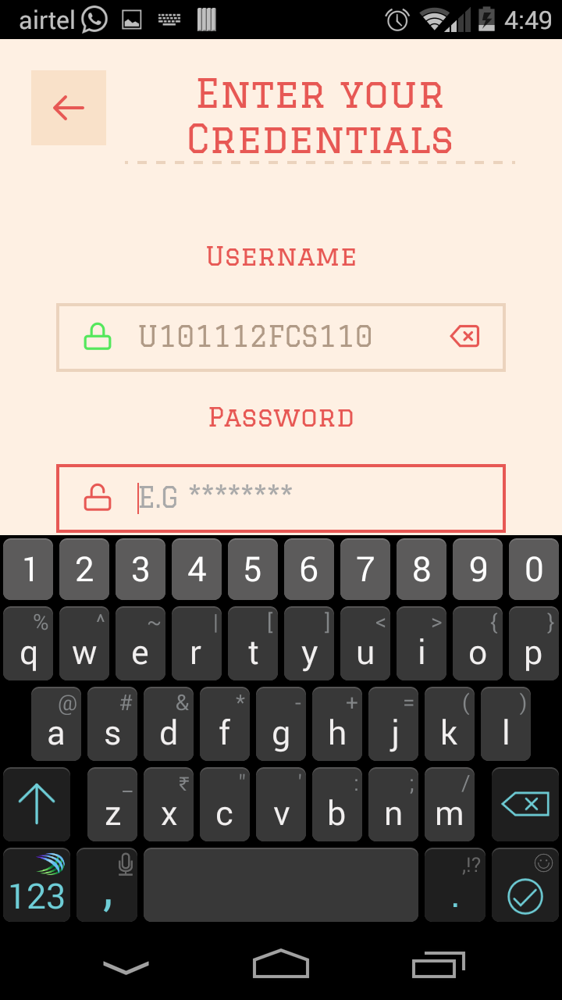 airtel 4:49
ENTER YOUR
CREDENTIALS
USERNAME
U101112FCS110
PASSWORD
E.G ********
1 2 3 4 5 6 7 8 9 0
% ^ ~ | [ ] < > { }
q w e r t y u i o p
@ # & * - + = ( )
a s d f g h j k l
_ ₹ " ' : ; /
z x c v b n m
,!?
123 , .